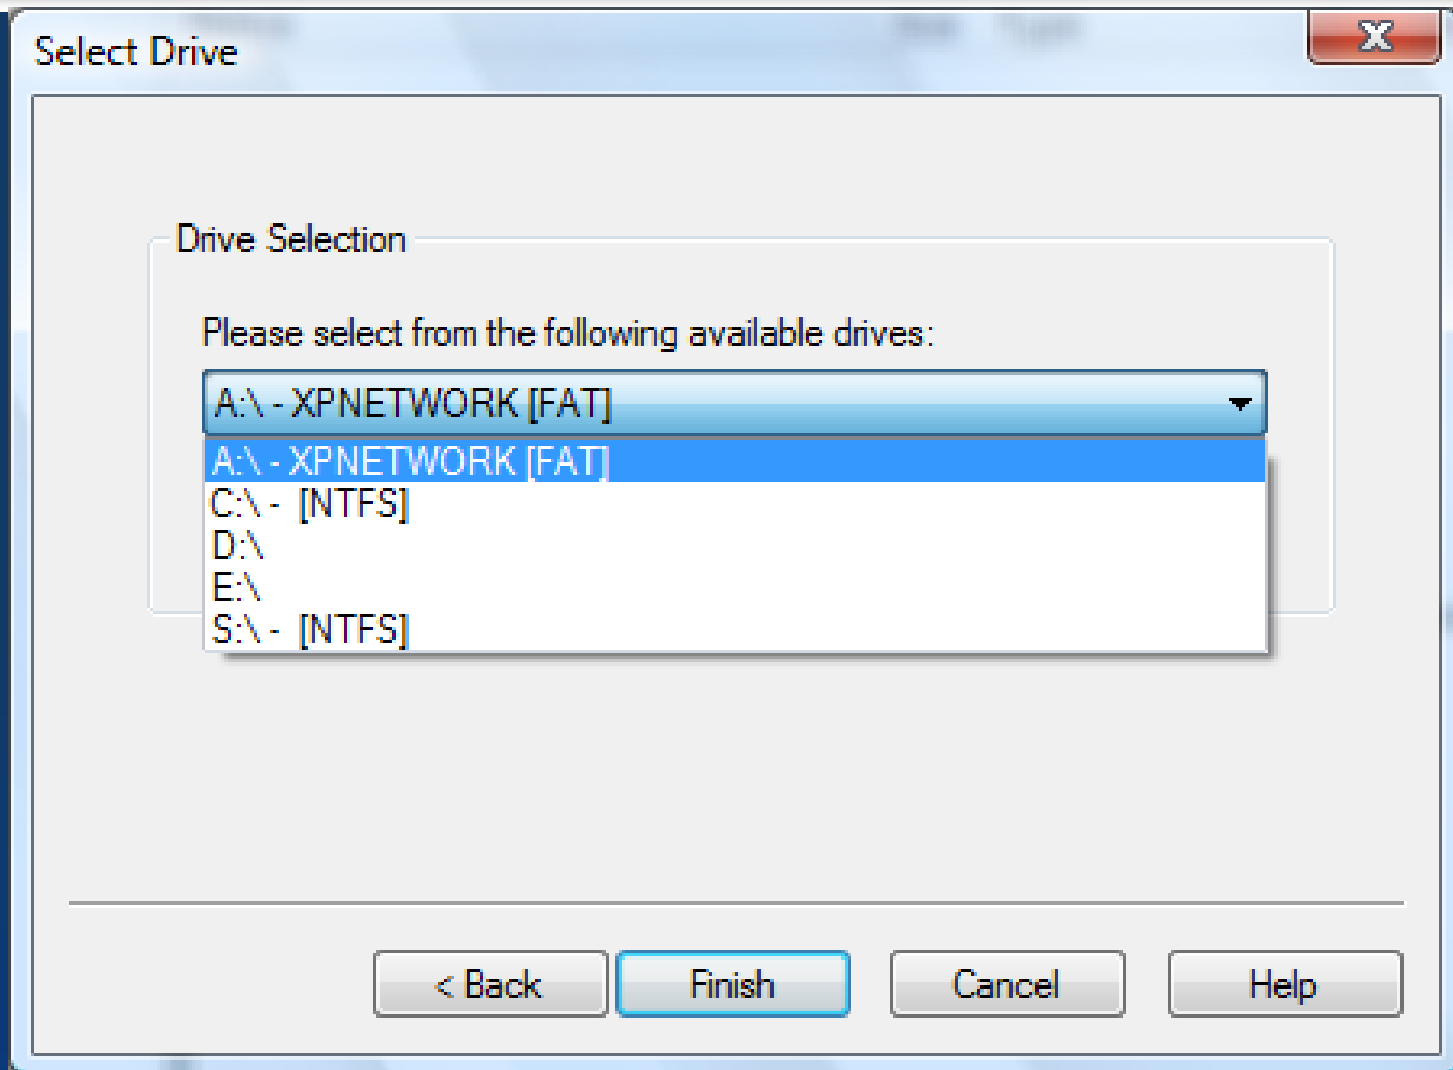 Select Drive
Drive Selection
Please select from the following available drives:
A:\ - XPNETWORK [FAT]
A:\ - XPNETWORK [FAT]
C:\ -  [NTFS]
D:\
E:\
S:\ -  [NTFS]
< Back
Finish
Cancel
Help